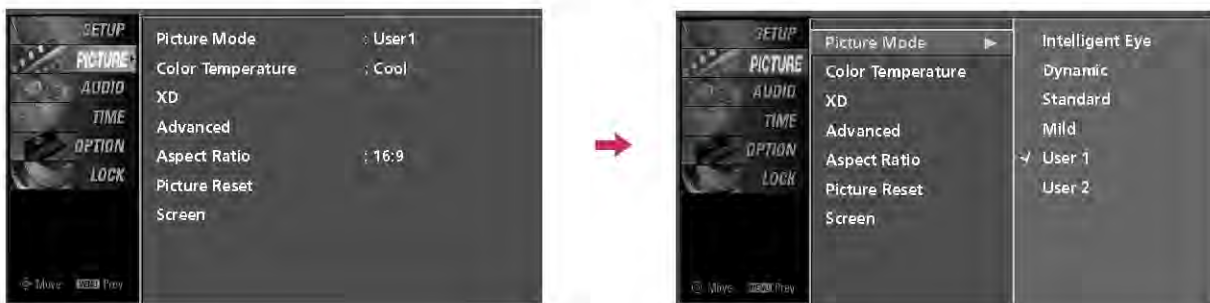 SETUP
PICTURE
AUDIO
TIME
OPTION
LOCK
Move MENU Prev
Picture Mode : User1
Color Temperature : Cool
XD
Advanced
Aspect Ratio : 16:9
Picture Reset
Screen
SETUP
PICTURE
AUDIO
TIME
OPTION
LOCK
Move MENU Prev
Picture Mode
Color Temperature
XD
Advanced
Aspect Ratio
Picture Reset
Screen
Intelligent Eye
Dynamic
Standard
Mild
✓ User 1
User 2